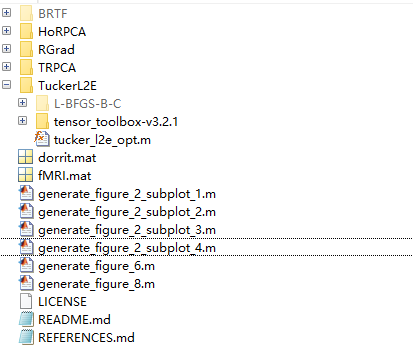 BRTF
HoRPCA
RGrad
TRPCA
TuckerL2E
L-BFGS-B-C
tensor_toolbox-v3.2.1
tucker_l2e_opt.m
dorrit.mat
fMRI.mat
generate_figure_2_subplot_1.m
generate_figure_2_subplot_2.m
generate_figure_2_subplot_3.m
generate_figure_2_subplot_4.m
generate_figure_6.m
generate_figure_8.m
LICENSE
README.md
REFERENCES.md